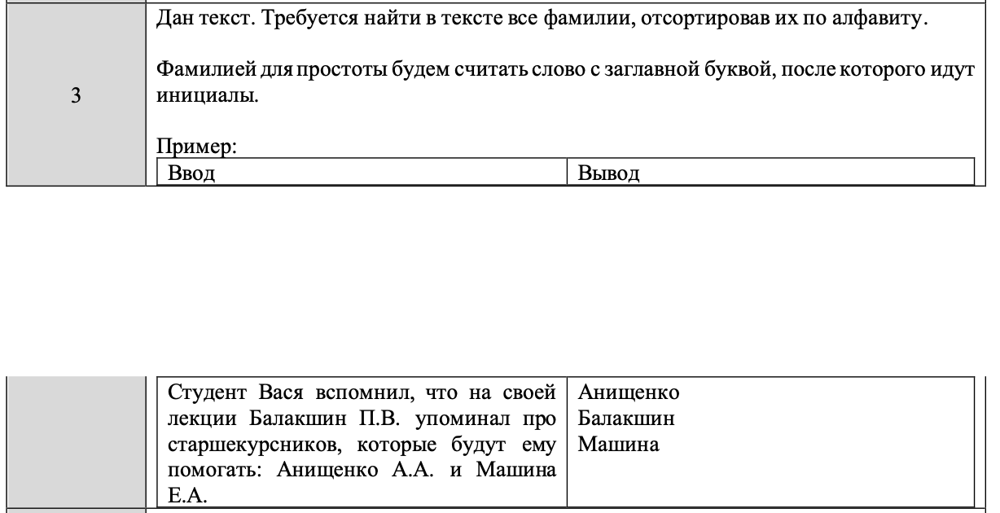 Дан текст. Требуется найти в тексте все фамилии, отсортировав их по алфавиту.
Фамилией для простоты будем считать слово с заглавной буквой, после которого идут
инициалы.
3
Пример:
Ввод
Вывод
Студент Вася вспомнил, что на своей
лекции Балакшин П.В. упоминал про
старшекурсников, которые будут ему
помогать: Анищенко А.А. и Машина
Е.А.
Анищенко
Балакшин
Машина